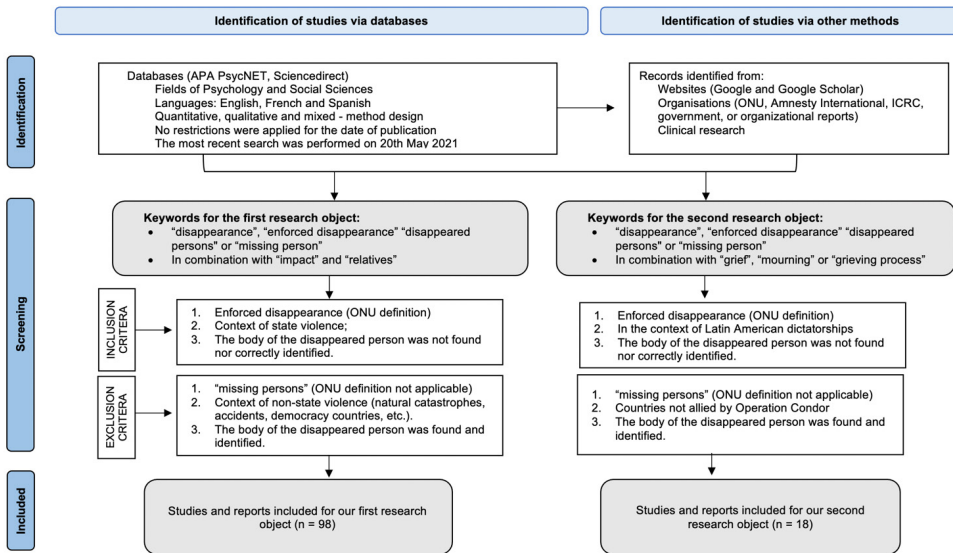 Identification of studies via databases
Identification of studies via other methods
Identification
Databases (APA PsycNET, Sciencedirect)
Fields of Psychology and Social Sciences
Languages: English, French and Spanish
Quantitative, qualitative and mixed - method design
No restrictions were applied for the date of publication
The most recent search was performed on 20th May 2021
Records identified from:
Websites (Google and Google Scholar)
Organisations (ONU, Amnesty International, ICRC,
government, or organizational reports)
Clinical research
Screening
Keywords for the first research object:
• “disappearance”, “enforced disappearance” “disappeared
persons" or “missing person”
• In combination with “impact” and “relatives”
Keywords for the second research object:
• “disappearance”, “enforced disappearance” “disappeared
persons" or “missing person”
• In combination with “grief”, “mourning” or “grieving process”
INCLUSION
CRITERA
1. Enforced disappearance (ONU definition)
2. Context of state violence;
3. The body of the disappeared person was not found
nor correctly identified.
1. Enforced disappearance (ONU definition)
2. In the context of Latin American dictatorships
3. The body of the disappeared person was not found
nor correctly identified.
EXCLUSION
CRITERA
1. “missing persons” (ONU definition not applicable)
2. Context of non-state violence (natural catastrophes,
accidents, democracy countries, etc.).
3. The body of the disappeared person was found and
identified.
1. “missing persons” (ONU definition not applicable)
2. Countries not allied by Operation Condor
3. The body of the disappeared person was found and
identified.
Included
Studies and reports included for our first research
object (n = 98)
Studies and reports included for our second
research object (n = 18)